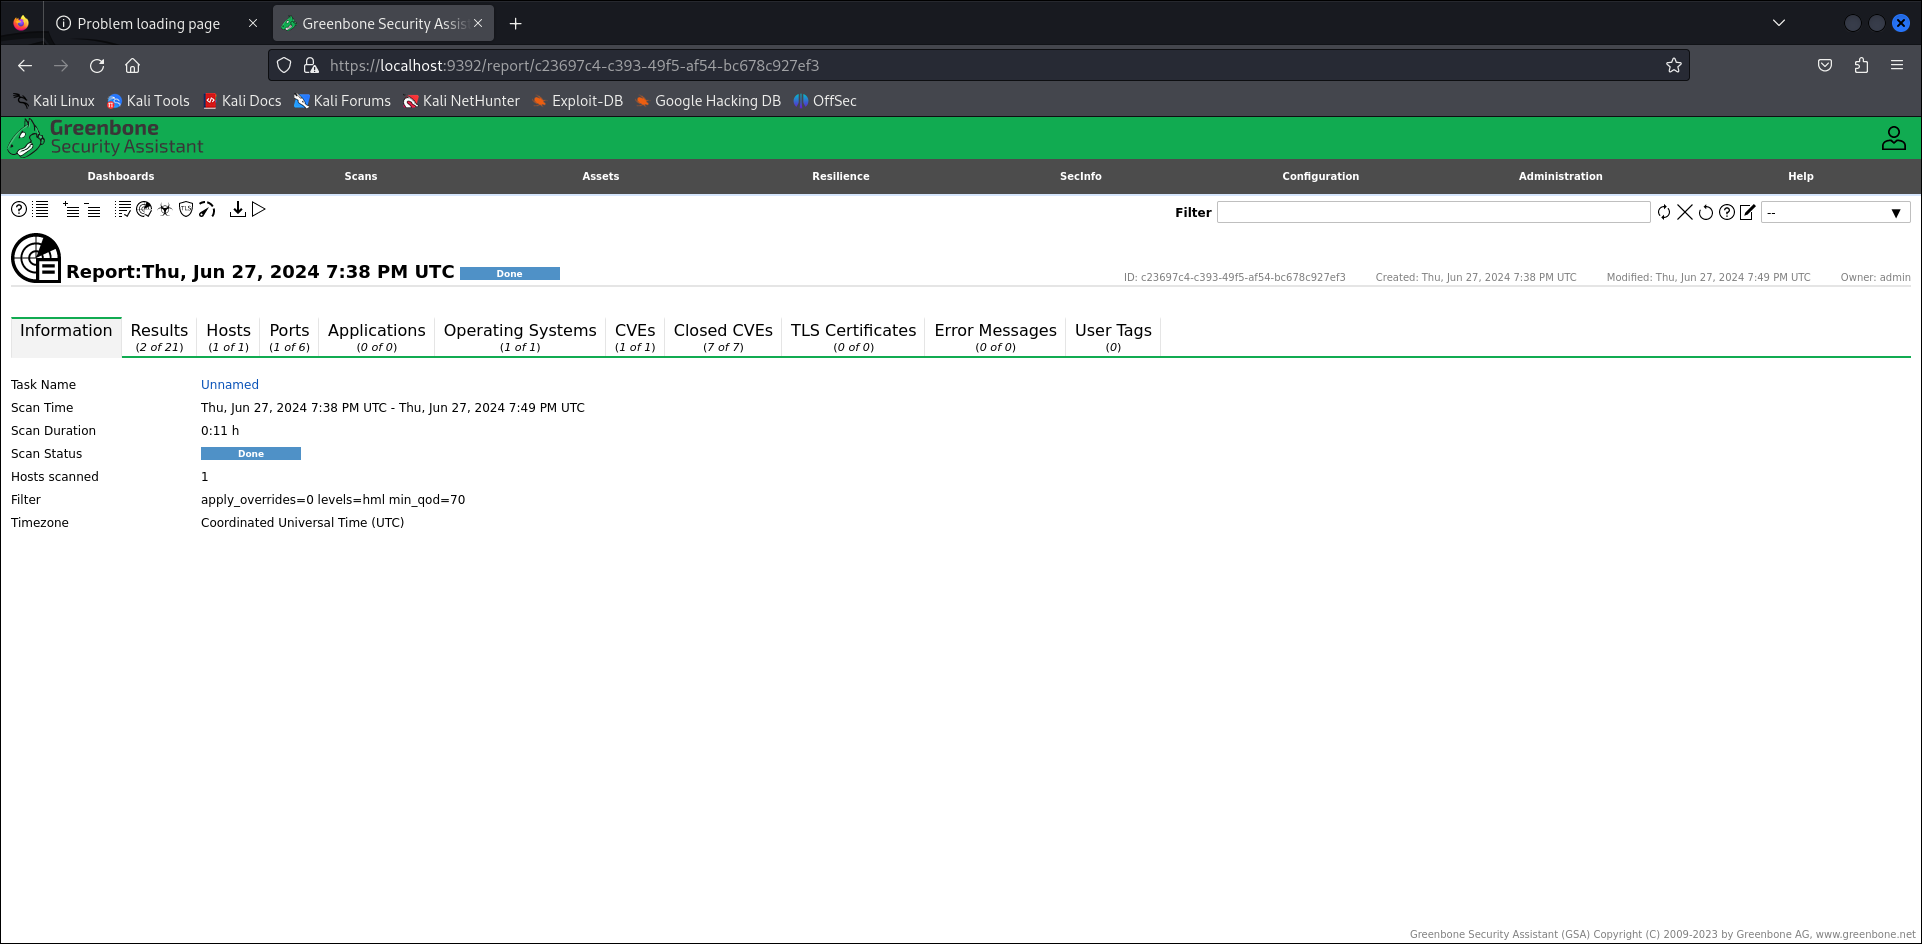 Problem loading page
Greenbone Security Assis
https://localhost:9392/report/c23697c4-c393-49f5-af54-bc678c927ef3
Kali Linux Kali Tools Kali Docs Kali Forums Kali NetHunter Exploit-DB Google Hacking DB OffSec
Greenbone
Security Assistant
Dashboards Scans Assets Resilience SecInfo Configuration Administration Help
TLS
Filter --
Report:Thu, Jun 27, 2024 7:38 PM UTC Done
ID: c23697c4-c393-49f5-af54-bc678c927ef3 Created: Thu, Jun 27, 2024 7:38 PM UTC Modified: Thu, Jun 27, 2024 7:49 PM UTC Owner: admin
Information Results Hosts Ports Applications Operating Systems CVEs Closed CVEs TLS Certificates Error Messages User Tags
(2 of 21) (1 of 1) (1 of 6) (0 of 0) (1 of 1) (1 of 1) (7 of 7) (0 of 0) (0 of 0) (0)
Task Name Unnamed
Scan Time Thu, Jun 27, 2024 7:38 PM UTC - Thu, Jun 27, 2024 7:49 PM UTC
Scan Duration 0:11 h
Scan Status Done
Hosts scanned 1
Filter apply_overrides=0 levels=hml min_qod=70
Timezone Coordinated Universal Time (UTC)
Greenbone Security Assistant (GSA) Copyright (C) 2009-2023 by Greenbone AG, www.greenbone.net